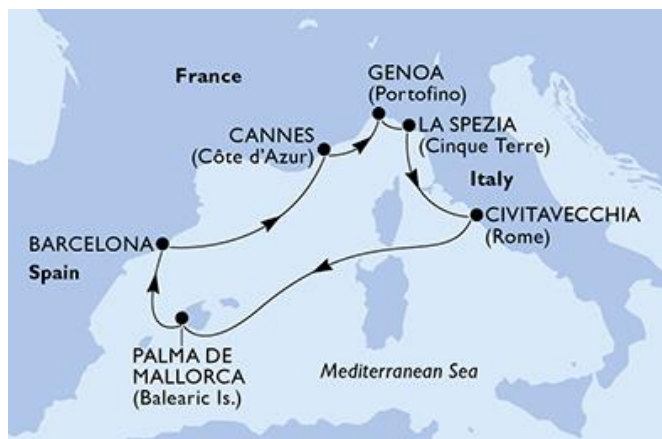 France
GENOA
(Portofino)
CANNES
(Côte d'Azur)
LA SPEZIA
(Cinque Terre)
Italy
CIVITAVECCHIA
(Rome)
BARCELONA
Spain
PALMA DE
MALLORCA
(Balearic Is.)
Mediterranean Sea